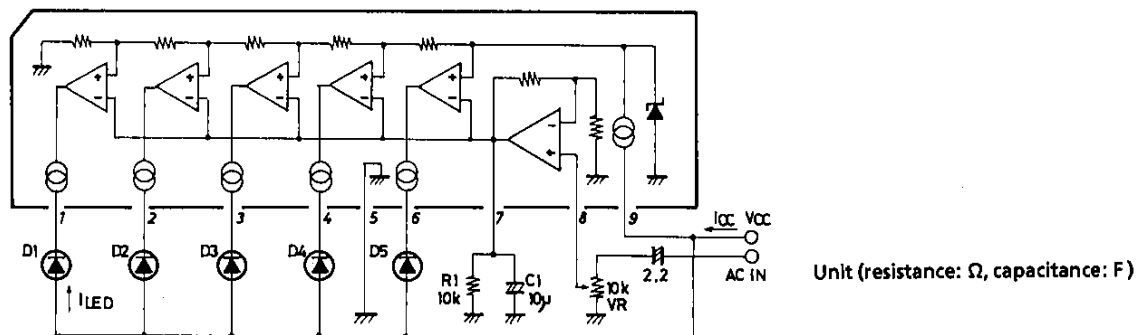 + + + + +
- - - - -
-
+
1 2 3 4 5 6 7 8 9
ICC VCC
D1 D2 D3 D4 D5
ILED
R1
10k
C1
10μ
10k
VR
2,2
AC IN
Unit (resistance: Ω, capacitance: F)